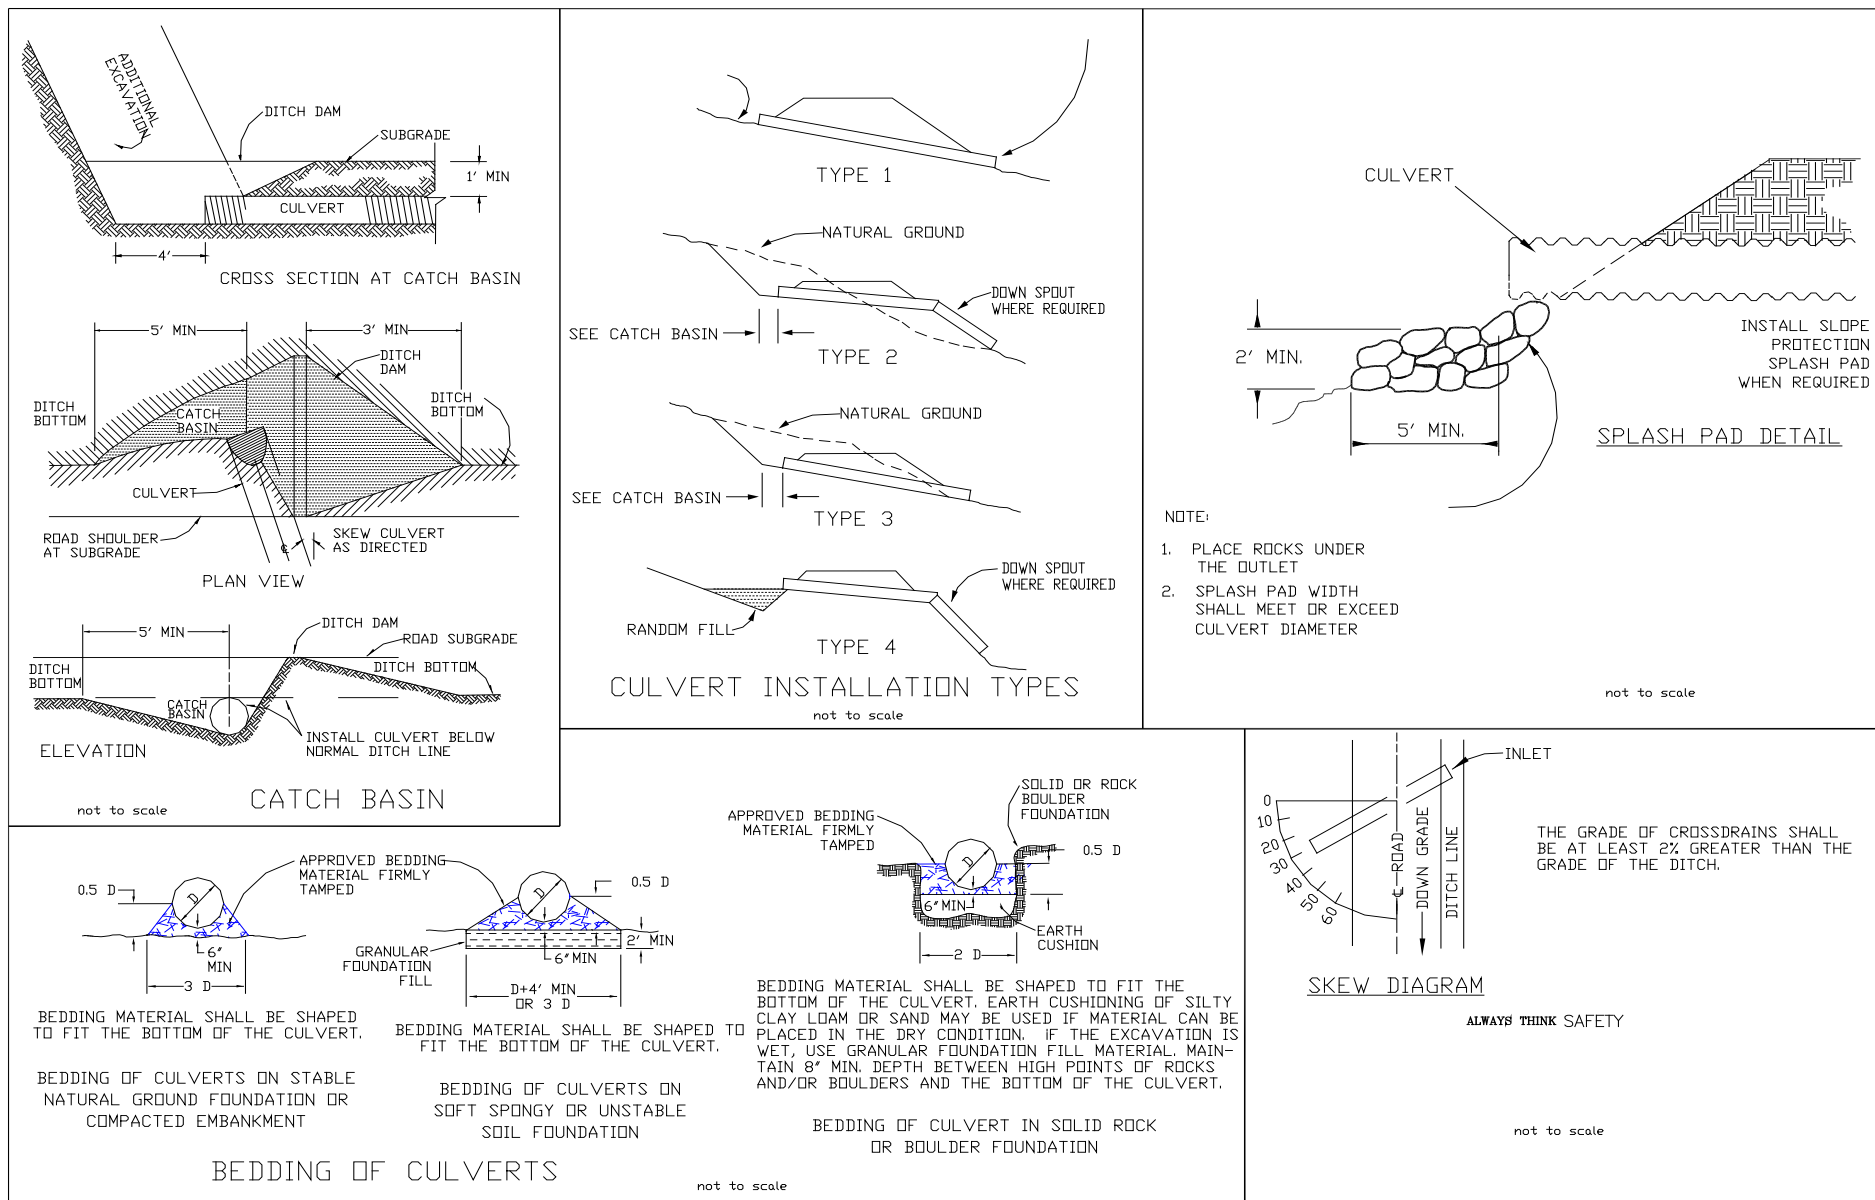 ADDITIONAL
EXCAVATION
DITCH DAM
SUBGRADE
1' MIN
CULVERT
4'
CROSS SECTION AT CATCH BASIN
5' MIN
3' MIN
DITCH
DAM
DITCH
BOTTOM
CATCH
BASIN
DITCH
BOTTOM
CULVERT
ROAD SHOULDER
AT SUBGRADE
℄
SKEW CULVERT
AS DIRECTED
PLAN VIEW
5' MIN
DITCH DAM
ROAD SUBGRADE
DITCH
BOTTOM
DITCH BOTTOM
CATCH
BASIN
INSTALL CULVERT BELOW
NORMAL DITCH LINE
ELEVATION
CATCH BASIN
not to scale
TYPE 1
NATURAL GROUND
DOWN SPOUT
WHERE REQUIRED
SEE CATCH BASIN
TYPE 2
NATURAL GROUND
SEE CATCH BASIN
TYPE 3
DOWN SPOUT
WHERE REQUIRED
RANDOM FILL
TYPE 4
CULVERT INSTALLATION TYPES
not to scale
CULVERT
2' MIN.
5' MIN.
INSTALL SLOPE
PROTECTION
SPLASH PAD
WHEN REQUIRED
SPLASH PAD DETAIL
NOTE:
1. PLACE ROCKS UNDER
THE OUTLET
2. SPLASH PAD WIDTH
SHALL MEET OR EXCEED
CULVERT DIAMETER
not to scale
APPROVED BEDDING
MATERIAL FIRMLY
TAMPED
0.5 D
D
6" MIN
3 D
BEDDING MATERIAL SHALL BE SHAPED
TO FIT THE BOTTOM OF THE CULVERT.
BEDDING OF CULVERTS ON STABLE
NATURAL GROUND FOUNDATION OR
COMPACTED EMBANKMENT
D
0.5 D
GRANULAR
FOUNDATION
FILL
6" MIN
2' MIN
D+4' MIN
OR 3 D
BEDDING MATERIAL SHALL BE SHAPED TO
FIT THE BOTTOM OF THE CULVERT.
BEDDING OF CULVERTS ON
SOFT SPONGY OR UNSTABLE
SOIL FOUNDATION
SOLID OR ROCK
BOULDER
FOUNDATION
APPROVED BEDDING
MATERIAL FIRMLY
TAMPED
D
0.5 D
6" MIN
EARTH
CUSHION
2 D
BEDDING MATERIAL SHALL BE SHAPED TO FIT THE
BOTTOM OF THE CULVERT. EARTH CUSHIONING OF SILTY
CLAY LOAM OR SAND MAY BE USED IF MATERIAL CAN BE
PLACED IN THE DRY CONDITION. IF THE EXCAVATION IS
WET, USE GRANULAR FOUNDATION FILL MATERIAL. MAIN-
TAIN 8" MIN. DEPTH BETWEEN HIGH POINTS OF ROCKS
AND/OR BOULDERS AND THE BOTTOM OF THE CULVERT.
BEDDING OF CULVERT IN SOLID ROCK
OR BOULDER FOUNDATION
BEDDING OF CULVERTS
not to scale
INLET
0
10
20
30
40
50
60
℄ ROAD
DOWN GRADE
DITCH LINE
SKEW DIAGRAM
THE GRADE OF CROSSDRAINS SHALL
BE AT LEAST 2% GREATER THAN THE
GRADE OF THE DITCH.
ALWAYS THINK SAFETY
not to scale